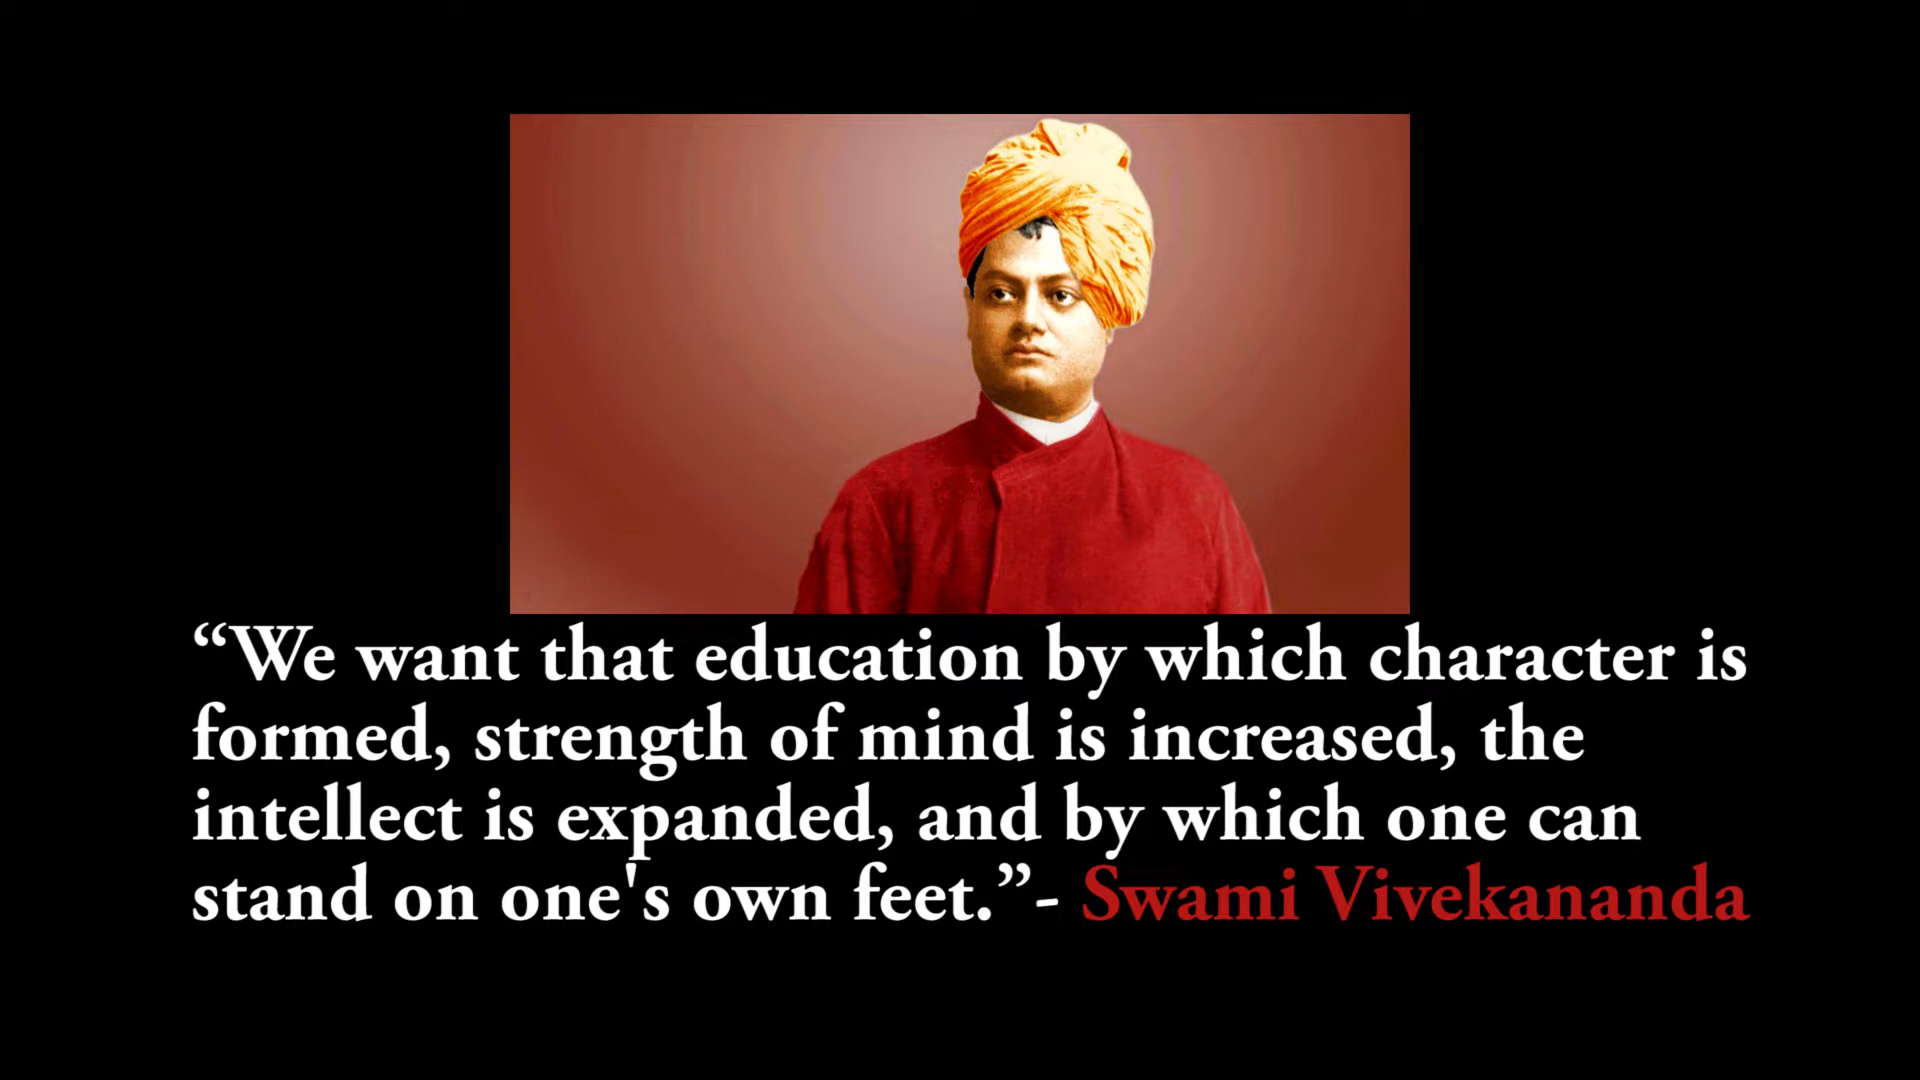 “We want that education by which character is
formed, strength of mind is increased, the
intellect is expanded, and by which one can
stand on one's own feet.”- Swami Vivekananda